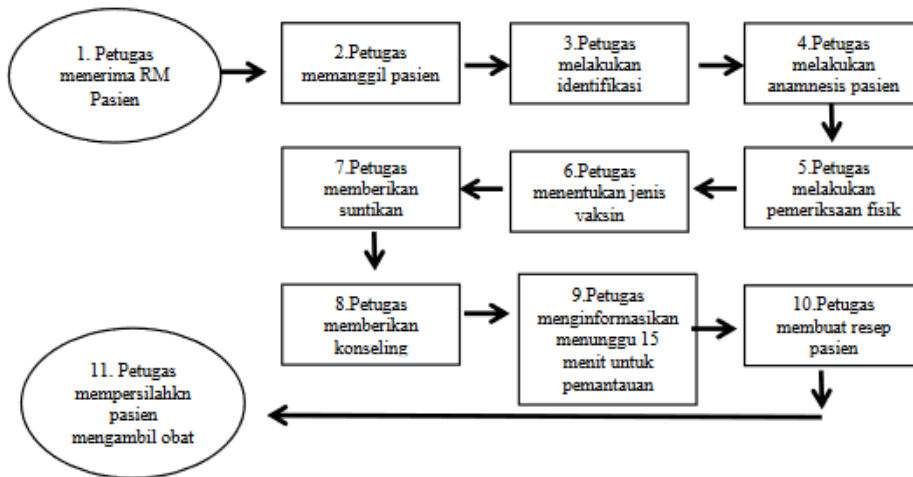 1. Petugas
menerima RM
Pasien
2.Petugas
memanggil pasien
3.Petugas
melakukan
identifikasi
4.Petugas
melakukan
anamnesis pasien
5.Petugas
melakukan
pemeriksaan fisik
6.Petugas
menentukan jenis
vaksin
7.Petugas
memberikan
suntikan
8.Petugas
memberikan
konseling
9.Petugas
menginformasikan
menunggu 15
menit untuk
pemantauan
10.Petugas
membuat resep
pasien
11. Petugas
mempersilahkn
pasien
mengambil obat